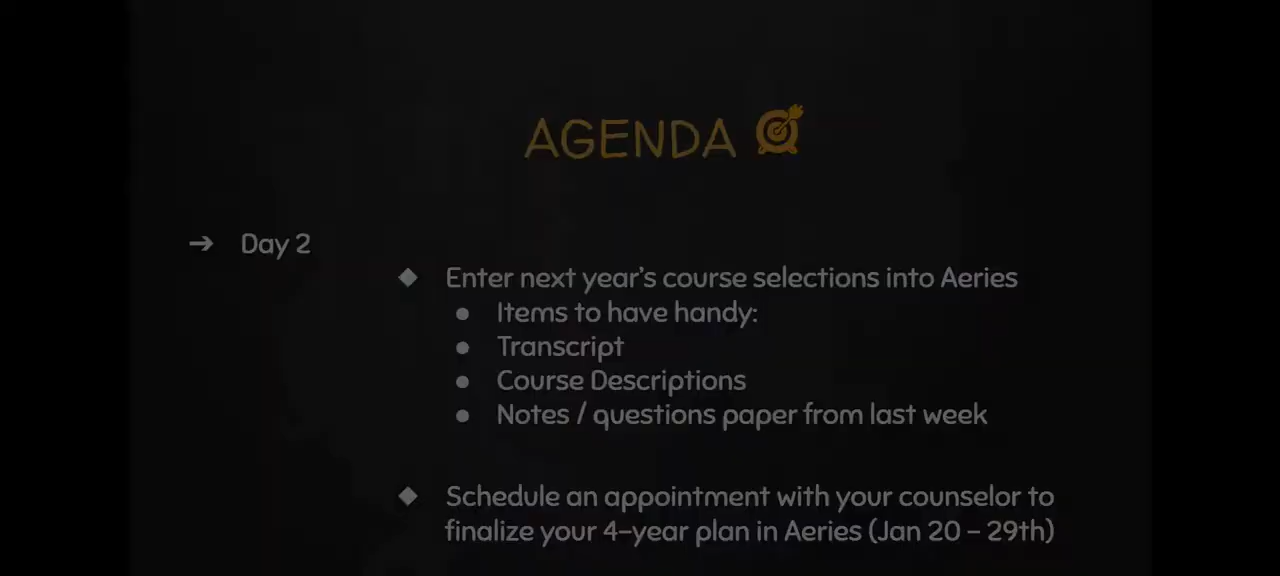 AGENDA
➔ Day 2
◆ Enter next year's course selections into Aeries
● Items to have handy:
● Transcript
● Course Descriptions
● Notes / questions paper from last week
◆ Schedule an appointment with your counselor to
finalize your 4-year plan in Aeries (Jan 20 - 29th)